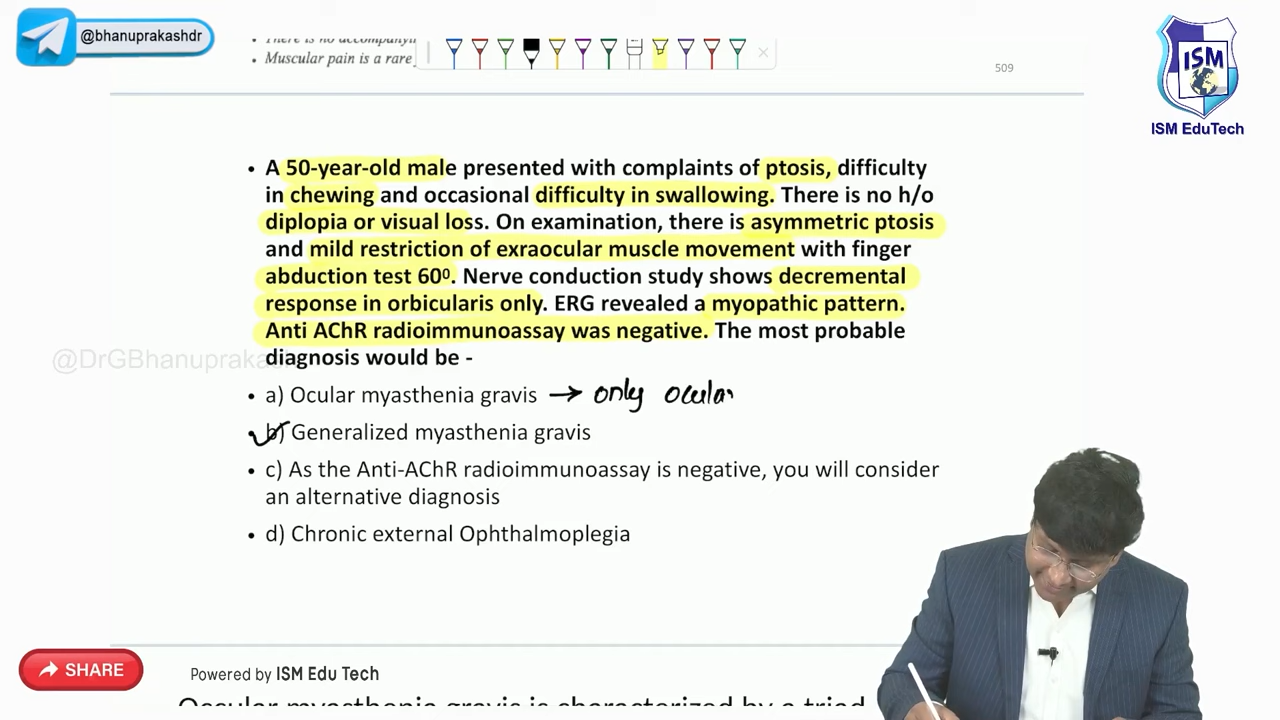 @bhanuprakashdr
• Muscular pain is a rare
509
ISM
ISM EduTech
• A 50-year-old male presented with complaints of ptosis, difficulty
in chewing and occasional difficulty in swallowing. There is no h/o
diplopia or visual loss. On examination, there is asymmetric ptosis
and mild restriction of exraocular muscle movement with finger
abduction test 60⁰. Nerve conduction study shows decremental
response in orbicularis only. ERG revealed a myopathic pattern.
Anti AChR radioimmunoassay was negative. The most probable
@DrGBhanuprakash
diagnosis would be -
• a) Ocular myasthenia gravis → only ocular
• b) Generalized myasthenia gravis
• c) As the Anti-AChR radioimmunoassay is negative, you will consider
an alternative diagnosis
• d) Chronic external Ophthalmoplegia
SHARE
Powered by ISM Edu Tech